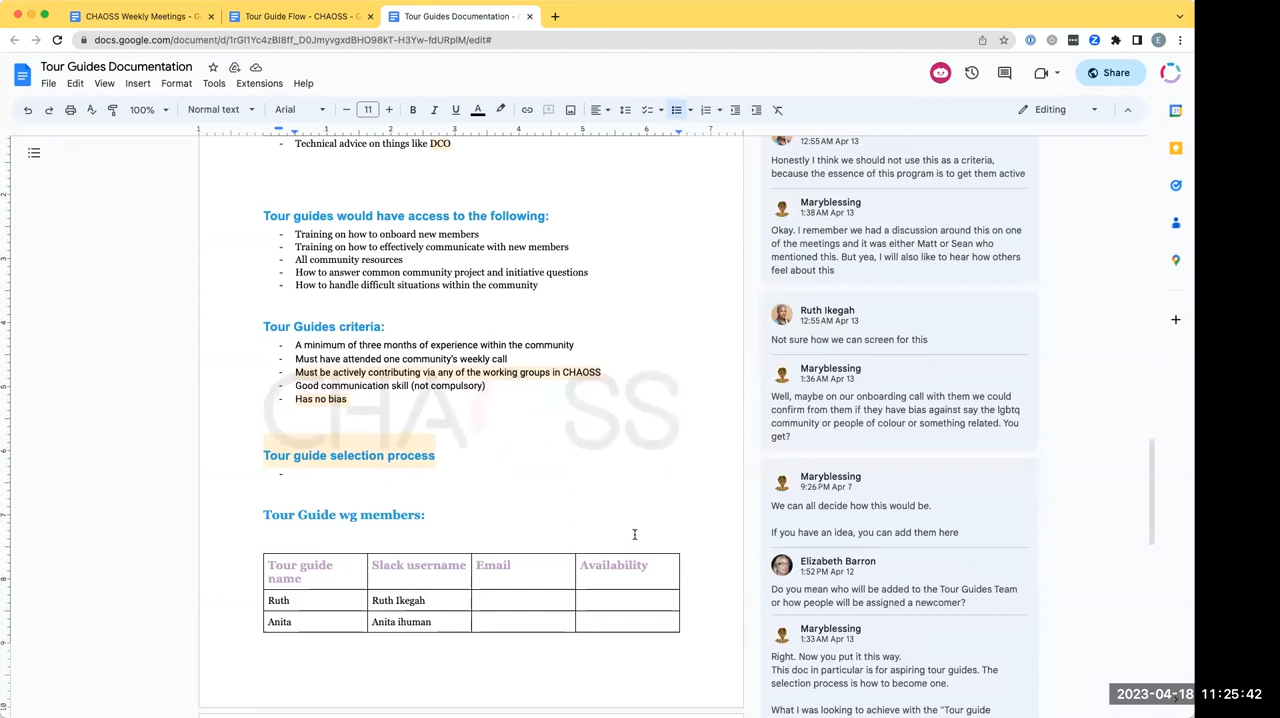 CHAOSS Weekly Meetings - G
Tour Guide Flow - CHAOSS - G
Tour Guides Documentation -
docs.google.com/document/d/1rGl1Yc4zBI8ff_D0JmyvgxdBHO98kT-H3Yw-fdURplM/edit#
Tour Guides Documentation
File Edit View Insert Format Tools Extensions Help
Share
100% Normal text Arial 11 Editing
1 1 2 3 4 5 6 7
Technical advice on things like DCO
Tour guides would have access to the following:
- Training on how to onboard new members
- Training on how to effectively communicate with new members
- All community resources
- How to answer common community project and initiative questions
- How to handle difficult situations within the community
Tour Guides criteria:
- A minimum of three months of experience within the community
- Must have attended one community's weekly call
- Must be actively contributing via any of the working groups in CHAOSS
- Good communication skill (not compulsory)
- Has no bias
CHA SS
Tour guide selection process
-
Tour Guide wg members:
Tour guide name Slack username Email Availability
Ruth Ruth Ikegah
Anita Anita ihuman
12:55 AM Apr 13
Honestly I think we should not use this as a criteria,
because the essence of this program is to get them active
Maryblessing
1:38 AM Apr 13
Okay. I remember we had a discussion around this on one
of the meetings and it was either Matt or Sean who
mentioned this. But yea, I will also like to hear how others
feel about this
Ruth Ikegah
12:55 AM Apr 13
Not sure how we can screen for this
Maryblessing
1:36 AM Apr 13
Well, maybe on our onboarding call with them we could
confirm from them if they have bias against say the lgbtq
community or people of colour or something related. You
get?
Maryblessing
9:26 PM Apr 7
We can all decide how this would be.
If you have an idea, you can add them here
Elizabeth Barron
1:52 PM Apr 12
Do you mean who will be added to the Tour Guides Team
or how people will be assigned a newcomer?
Maryblessing
1:33 AM Apr 13
Right. Now you put it this way.
This doc in particular is for aspiring tour guides. The
selection process is how to become one.
What I was looking to achieve with the "Tour guide
2023-04-18 11:25:42